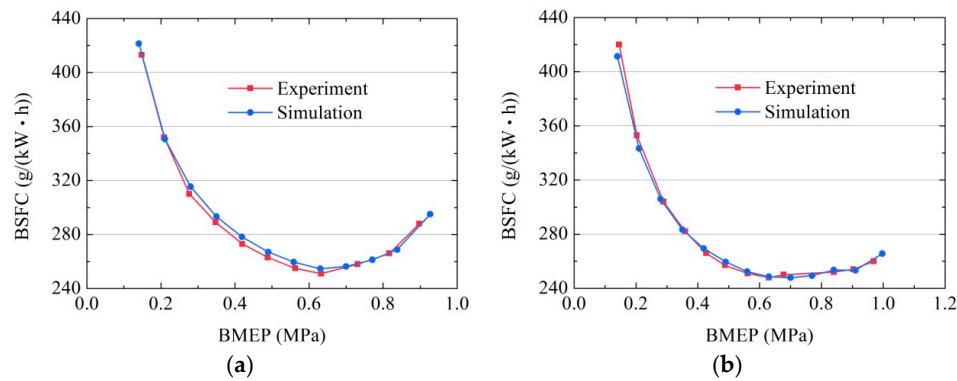 440
400
360
320
280
240
BSFC (g/(kW • h))
Experiment
Simulation
0.0 0.2 0.4 0.6 0.8 1.0
BMEP (MPa)
(a)
440
400
360
320
280
240
BSFC (g/(kW • h))
Experiment
Simulation
0.0 0.2 0.4 0.6 0.8 1.0 1.2
BMEP (MPa)
(b)